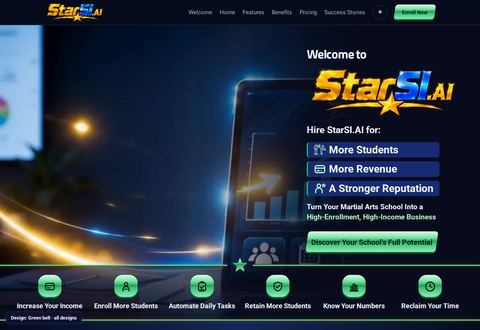 StarSI.AI
Welcome Home Features Benefits Pricing Success Stories Enroll Now
Welcome to
StarSI.AI
Hire StarSI.AI for:
More Students
More Revenue
A Stronger Reputation
Turn Your Martial Arts School Into a
High-Enrollment, High-Income Business
Discover Your School's Full Potential
Increase Your Income Enroll More Students Automate Daily Tasks Retain More Students Know Your Numbers Reclaim Your Time
Design: Green belt · all designs